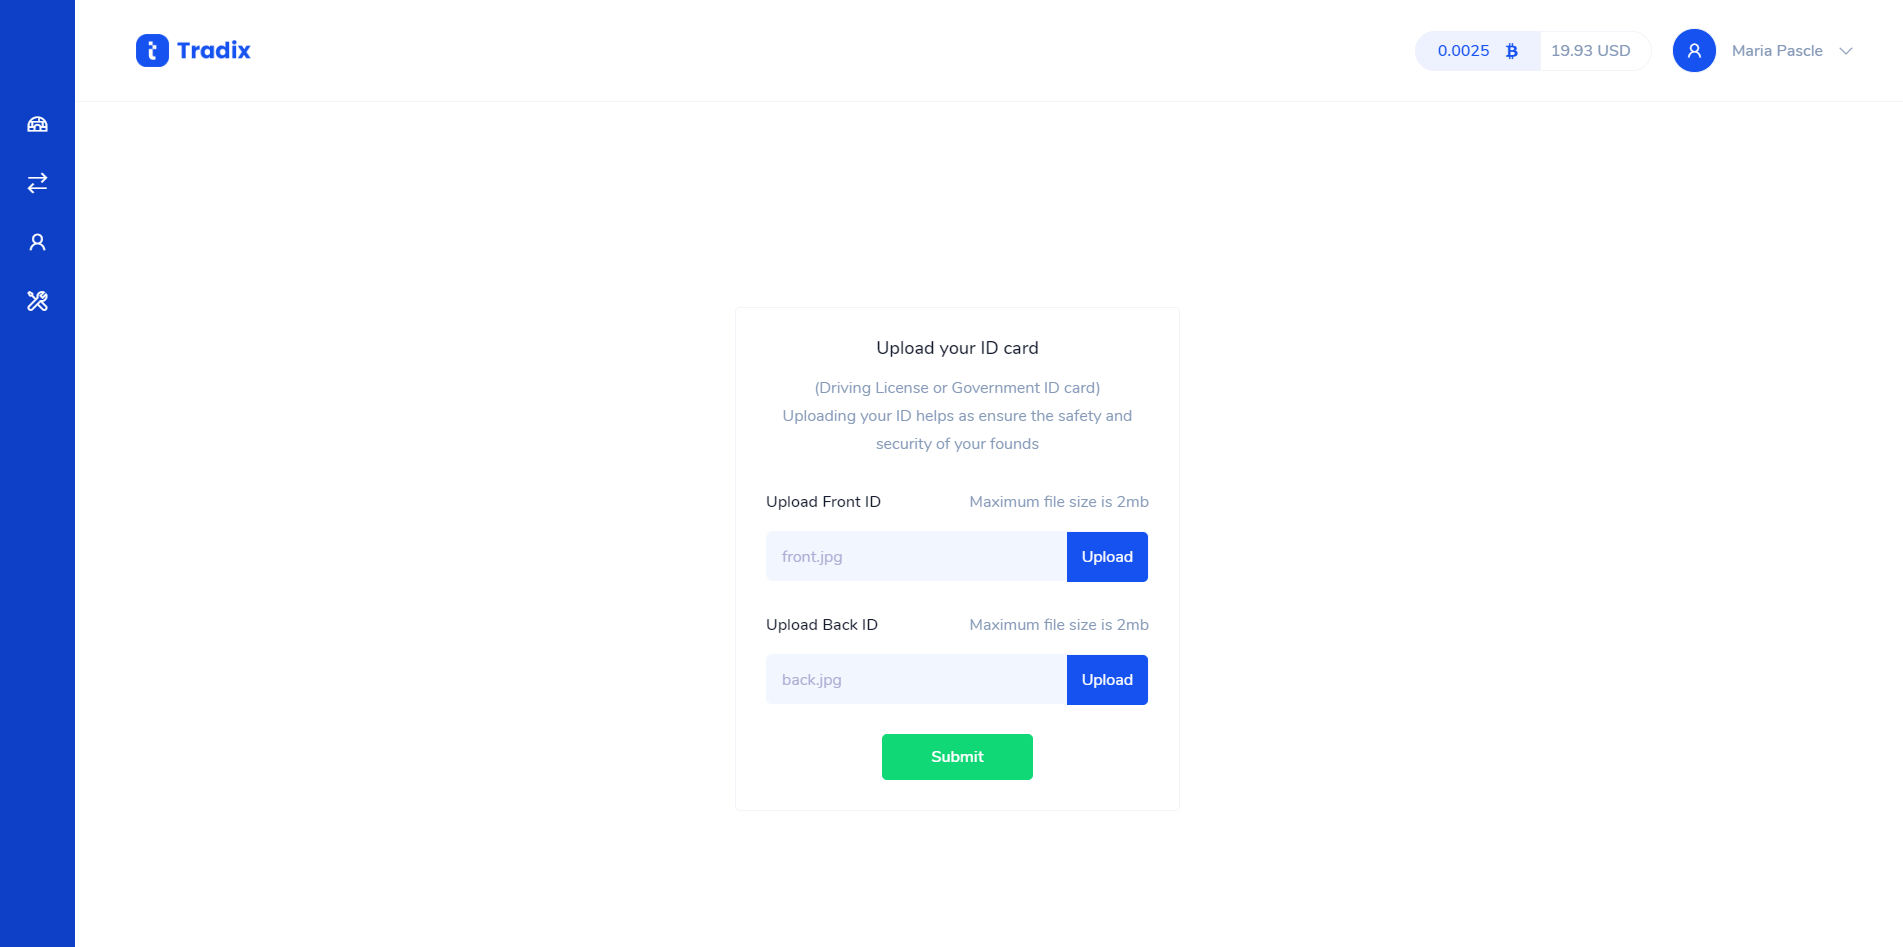 Tradix
0.0025
19.93 USD
Maria Pascle
Upload your ID card
(Driving License or Government ID card)
Uploading your ID helps as ensure the safety and
security of your founds
Upload Front ID
Maximum file size is 2mb
front.jpg
Upload
Upload Back ID
Maximum file size is 2mb
back.jpg
Upload
Submit